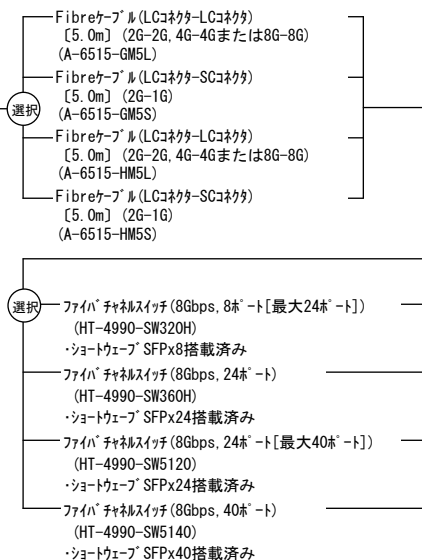 Fibreｹｰﾌﾞﾙ(LCｺﾈｸﾀ-LCｺﾈｸﾀ)
〔5.0m〕(2G-2G,4G-4Gまたは8G-8G)
(A-6515-GM5L)
Fibreｹｰﾌﾞﾙ(LCｺﾈｸﾀ-SCｺﾈｸﾀ)
〔5.0m〕(2G-1G)
選択
(A-6515-GM5S)
Fibreｹｰﾌﾞﾙ(LCｺﾈｸﾀ-LCｺﾈｸﾀ)
〔5.0m〕(2G-2G,4G-4Gまたは8G-8G)
(A-6515-HM5L)
Fibreｹｰﾌﾞﾙ(LCｺﾈｸﾀ-SCｺﾈｸﾀ)
〔5.0m〕(2G-1G)
(A-6515-HM5S)
選択
ﾌｧｲﾊﾞﾁｬﾈﾙｽｲｯﾁ(8Gbps,8ﾎﾟｰﾄ[最大24ﾎﾟｰﾄ])
(HT-4990-SW320H)
･ｼｮｰﾄｳｪｰﾌﾞSFPx8搭載済み
ﾌｧｲﾊﾞﾁｬﾈﾙｽｲｯﾁ(8Gbps,24ﾎﾟｰﾄ)
(HT-4990-SW360H)
･ｼｮｰﾄｳｪｰﾌﾞSFPx24搭載済み
ﾌｧｲﾊﾞﾁｬﾈﾙｽｲｯﾁ(8Gbps,24ﾎﾟｰﾄ[最大40ﾎﾟｰﾄ])
(HT-4990-SW5120)
･ｼｮｰﾄｳｪｰﾌﾞSFPx24搭載済み
ﾌｧｲﾊﾞﾁｬﾈﾙｽｲｯﾁ(8Gbps,40ﾎﾟｰﾄ)
(HT-4990-SW5140)
･ｼｮｰﾄｳｪｰﾌﾞSFPx40搭載済み